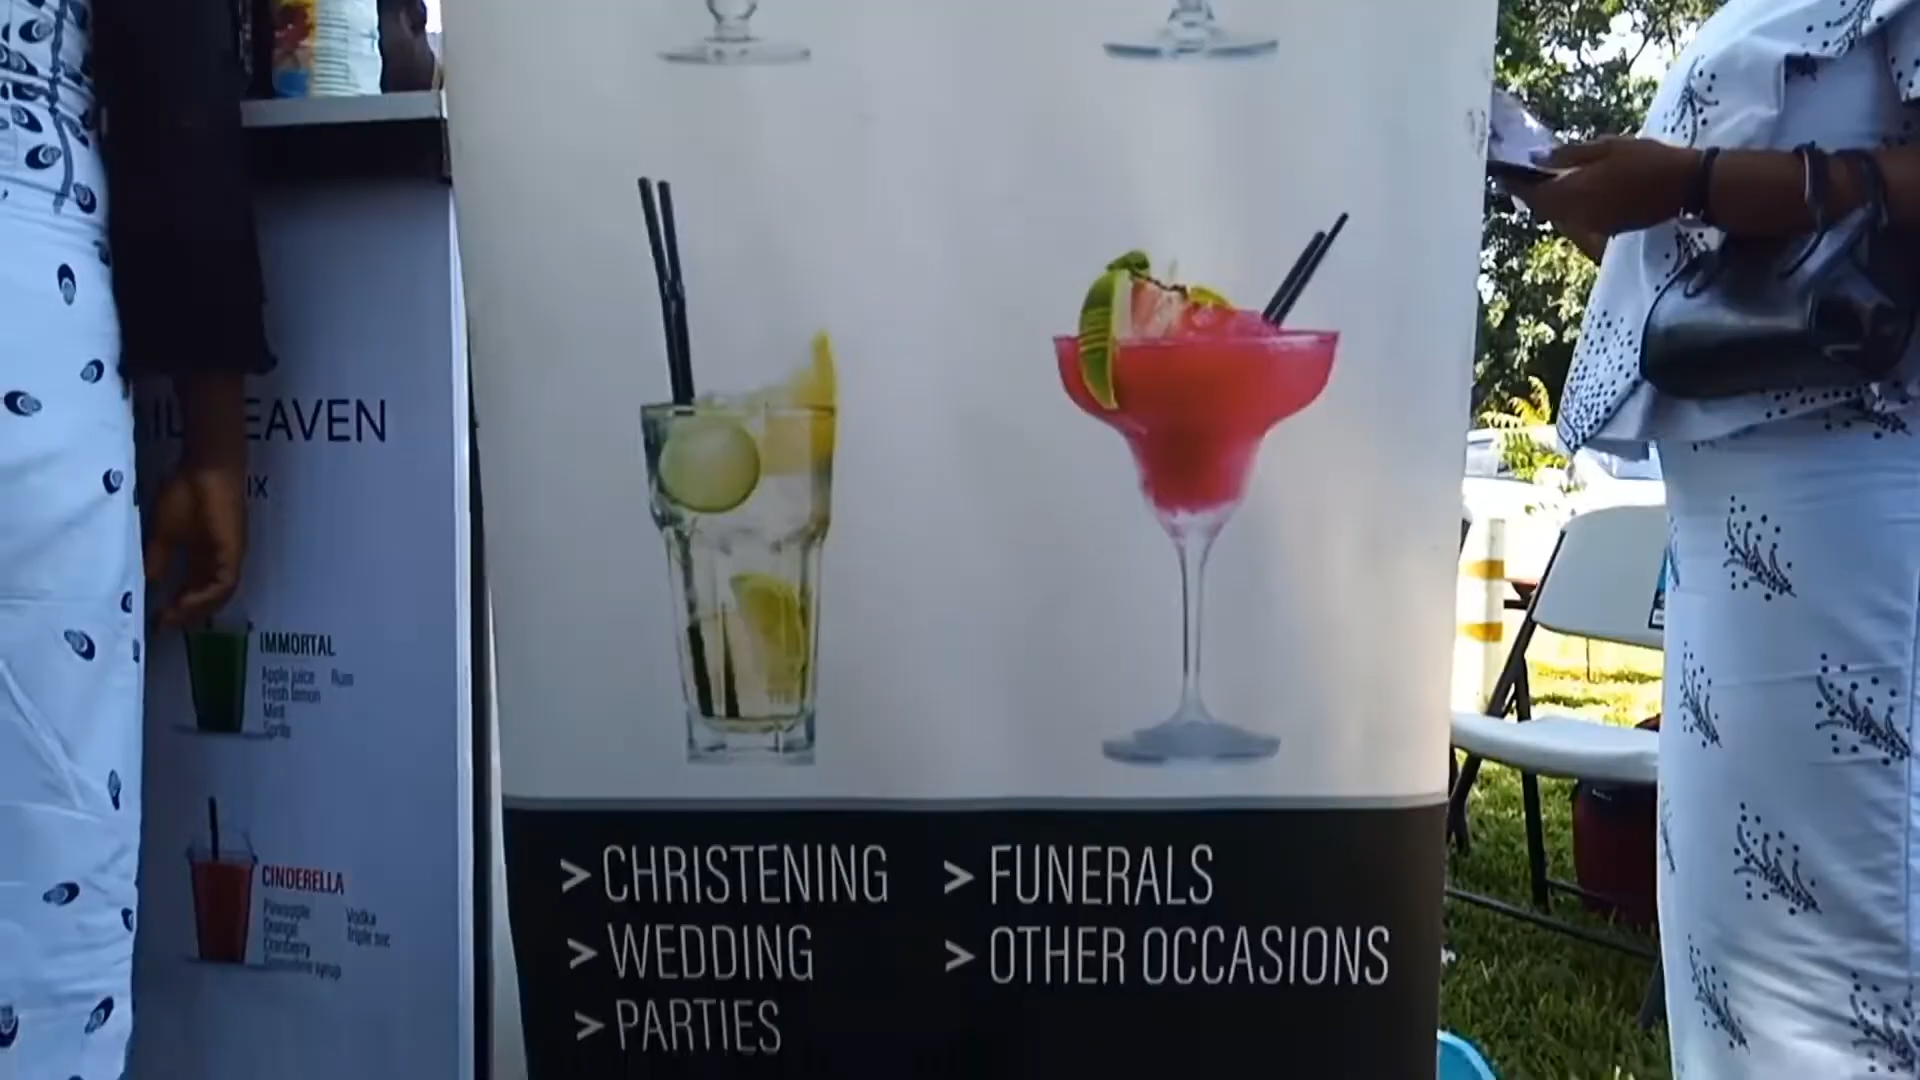 EAVEN
IX
IMMORTAL
Apple juice Rum
Fresh lemon
Mint
Sprite
CINDERELLA
Pineapple Vodka
Orange Triple sec
Cranberry
syrup
> CHRISTENING
> WEDDING
> PARTIES
> FUNERALS
> OTHER OCCASIONS